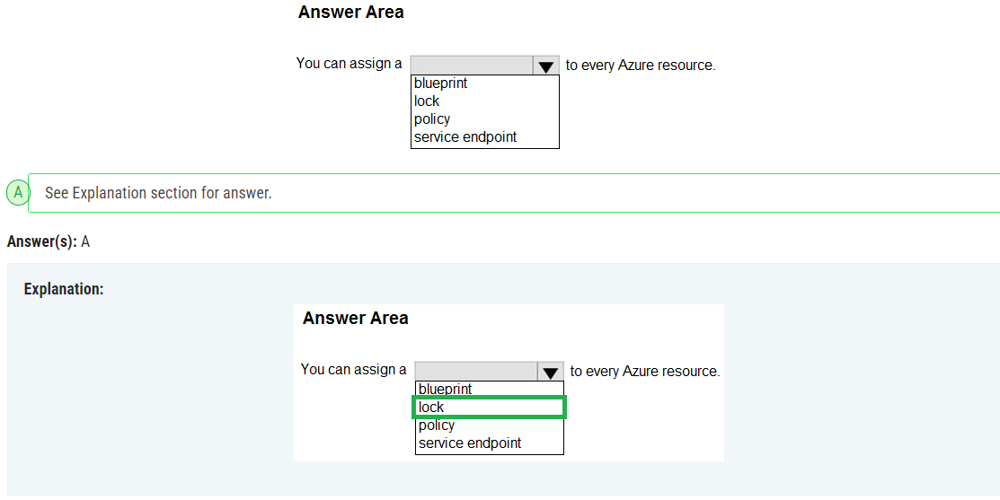 Answer Area
You can assign a to every Azure resource.
blueprint
lock
policy
service endpoint
A See Explanation section for answer.
Answer(s): A
Explanation:
Answer Area
You can assign a to every Azure resource.
blueprint
lock
policy
service endpoint